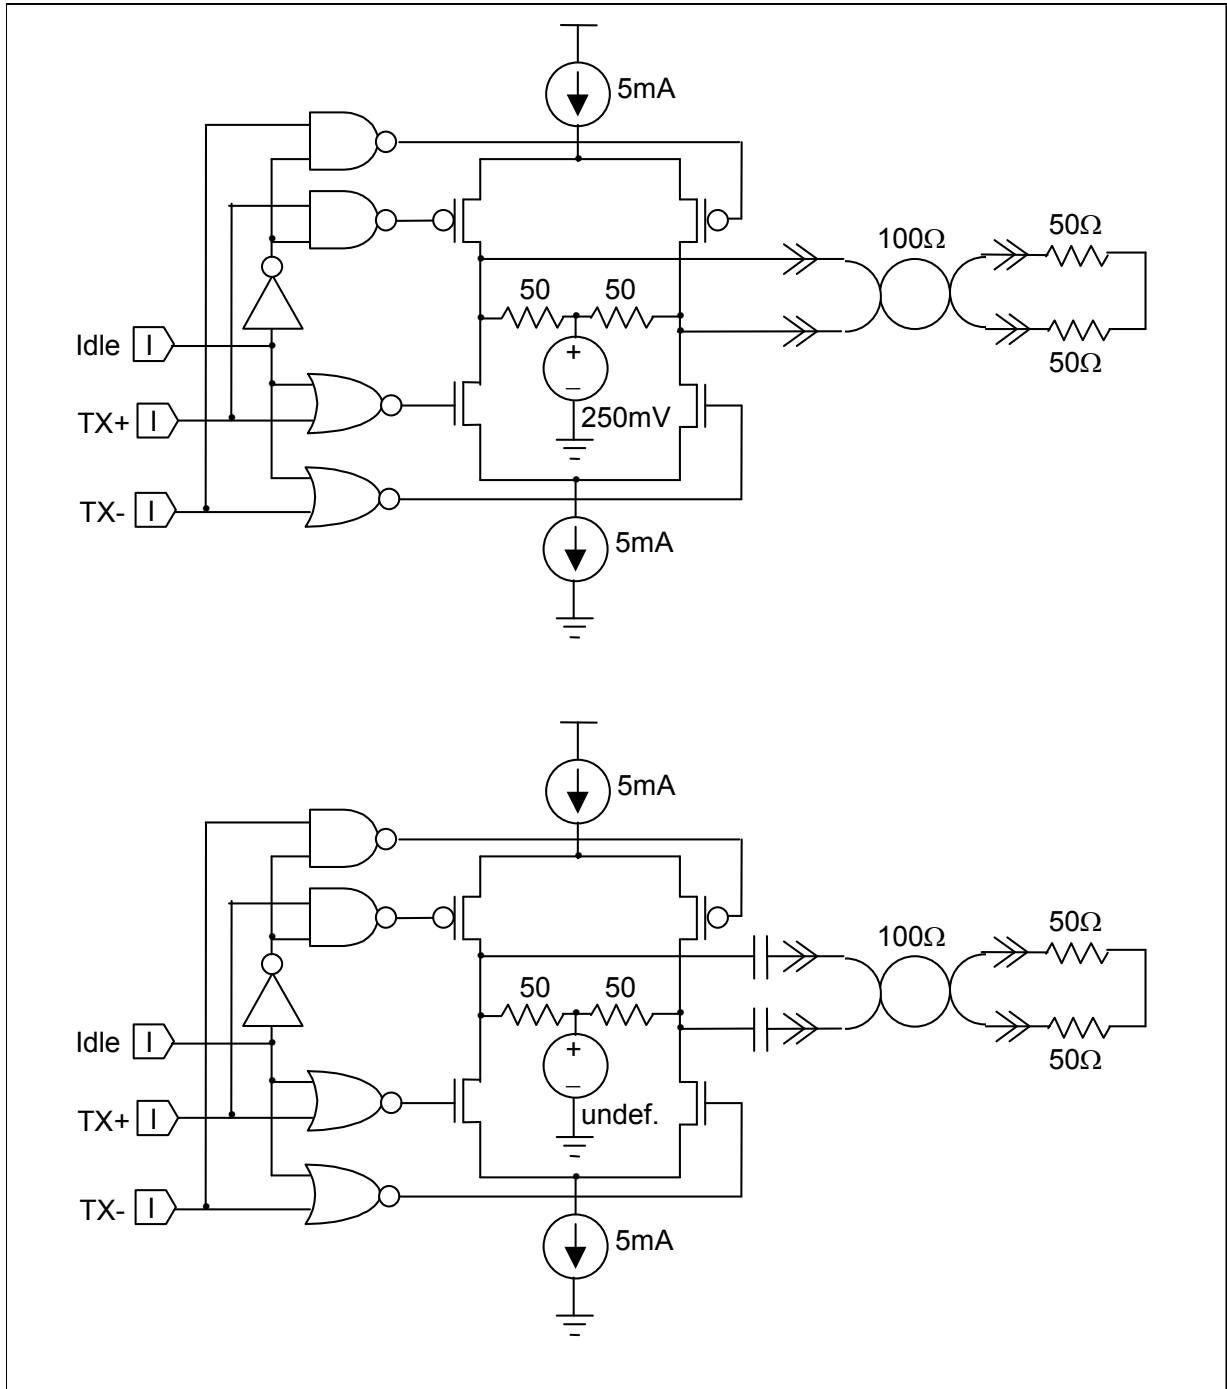 5mA
50Ω
100Ω
50 50
Idle I
50Ω
TX+ I
250mV
TX- I
5mA
5mA
50Ω
100Ω
50 50
Idle I
50Ω
TX+ I
undef.
TX- I
5mA